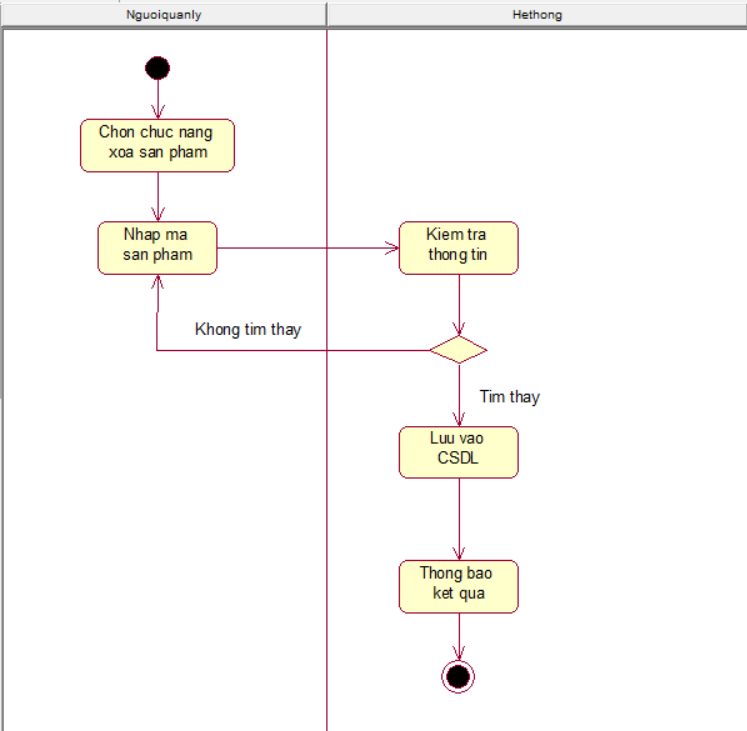 Nguoiquanly
Hethong
Chon chuc nang
xoa san pham
Nhap ma
san pham
Kiem tra
thong tin
Khong tim thay
Tim thay
Luu vao
CSDL
Thong bao
ket qua